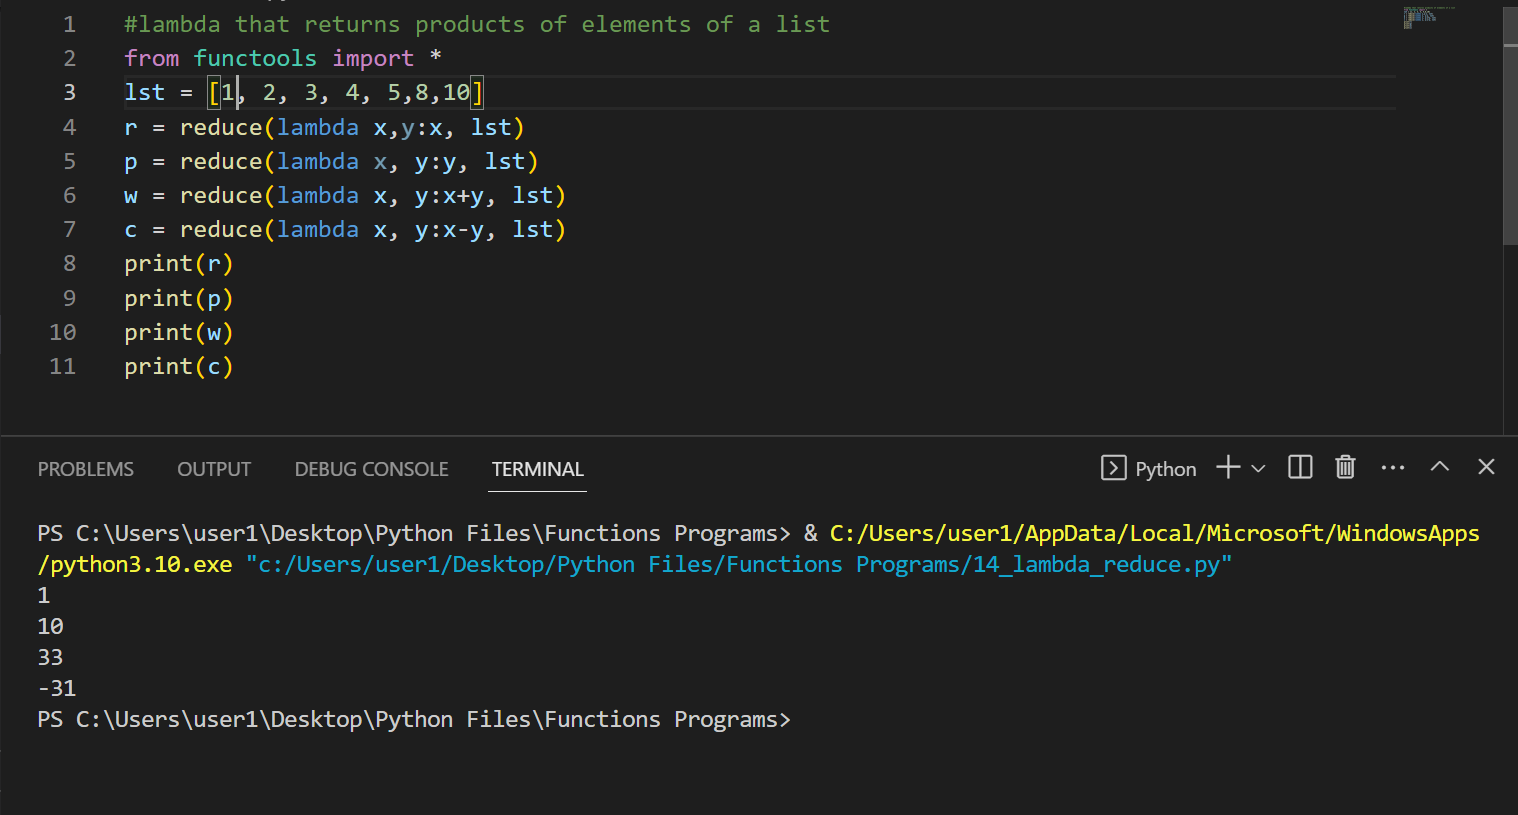 1 #lambda that returns products of elements of a list
2 from functools import *
3 lst = [1, 2, 3, 4, 5,8,10]
4 r = reduce(lambda x,y:x, lst)
5 p = reduce(lambda x, y:y, lst)
6 w = reduce(lambda x, y:x+y, lst)
7 c = reduce(lambda x, y:x-y, lst)
8 print(r)
9 print(p)
10 print(w)
11 print(c)
PROBLEMS OUTPUT DEBUG CONSOLE TERMINAL Python
PS C:\Users\user1\Desktop\Python Files\Functions Programs> & C:/Users/user1/AppData/Local/Microsoft/WindowsApps
/python3.10.exe "c:/Users/user1/Desktop/Python Files/Functions Programs/14_lambda_reduce.py"
1
10
33
-31
PS C:\Users\user1\Desktop\Python Files\Functions Programs>